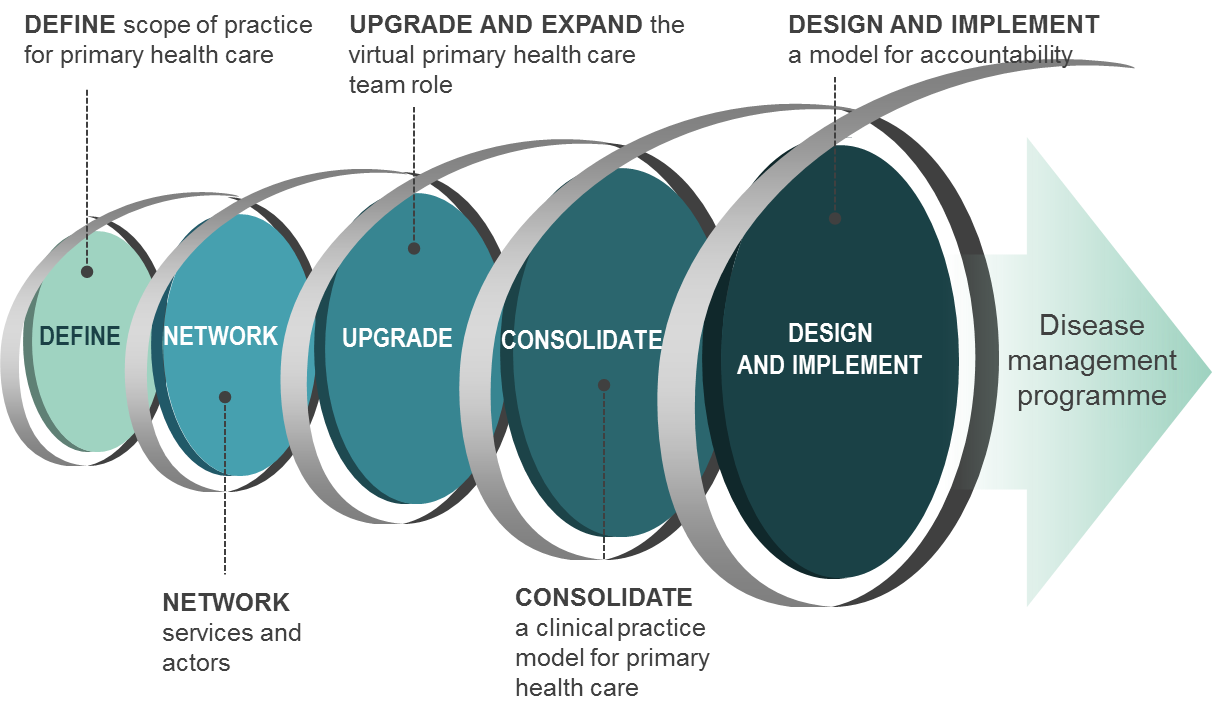 DEFINE scope of practice
for primary health care
UPGRADE AND EXPAND the
virtual primary health care
team role
DESIGN AND IMPLEMENT
a model for accountability
DEFINE
NETWORK
UPGRADE
CONSOLIDATE
DESIGN
AND IMPLEMENT
Disease
management
programme
NETWORK
services and
actors
CONSOLIDATE
a clinical practice
model for primary
health care